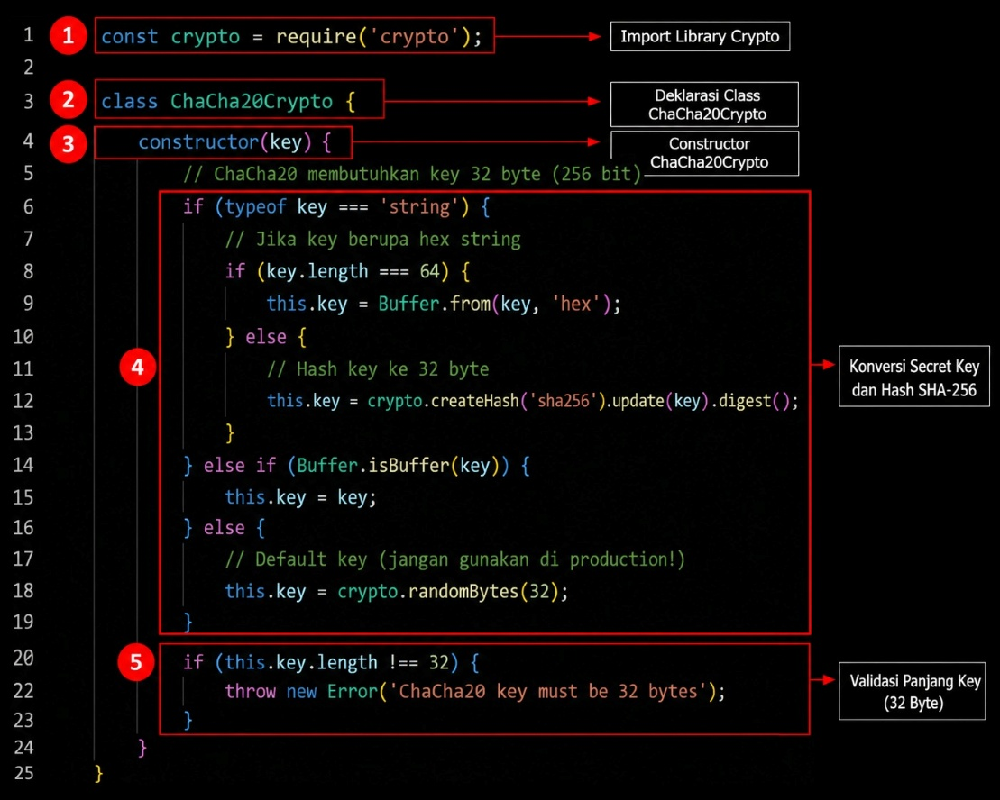 1 1 const crypto = require('crypto'); Import Library Crypto
2
3 2 class ChaCha20Crypto { Deklarasi Class
ChaCha20Crypto
4 3 constructor(key) { Constructor
ChaCha20Crypto
5 // ChaCha20 membutuhkan key 32 byte (256 bit)
6 if (typeof key === 'string') {
7 // Jika key berupa hex string
8 if (key.length === 64) {
9 this.key = Buffer.from(key, 'hex');
10 } else {
11 4 // Hash key ke 32 byte Konversi Secret Key
dan Hash SHA-256
12 this.key = crypto.createHash('sha256').update(key).digest();
13 }
14 } else if (Buffer.isBuffer(key)) {
15 this.key = key;
16 } else {
17 // Default key (jangan gunakan di production!)
18 this.key = crypto.randomBytes(32);
19 }
20 5 if (this.key.length !== 32) {
22 throw new Error('ChaCha20 key must be 32 bytes'); Validasi Panjang Key
(32 Byte)
23 }
24 }
25 }